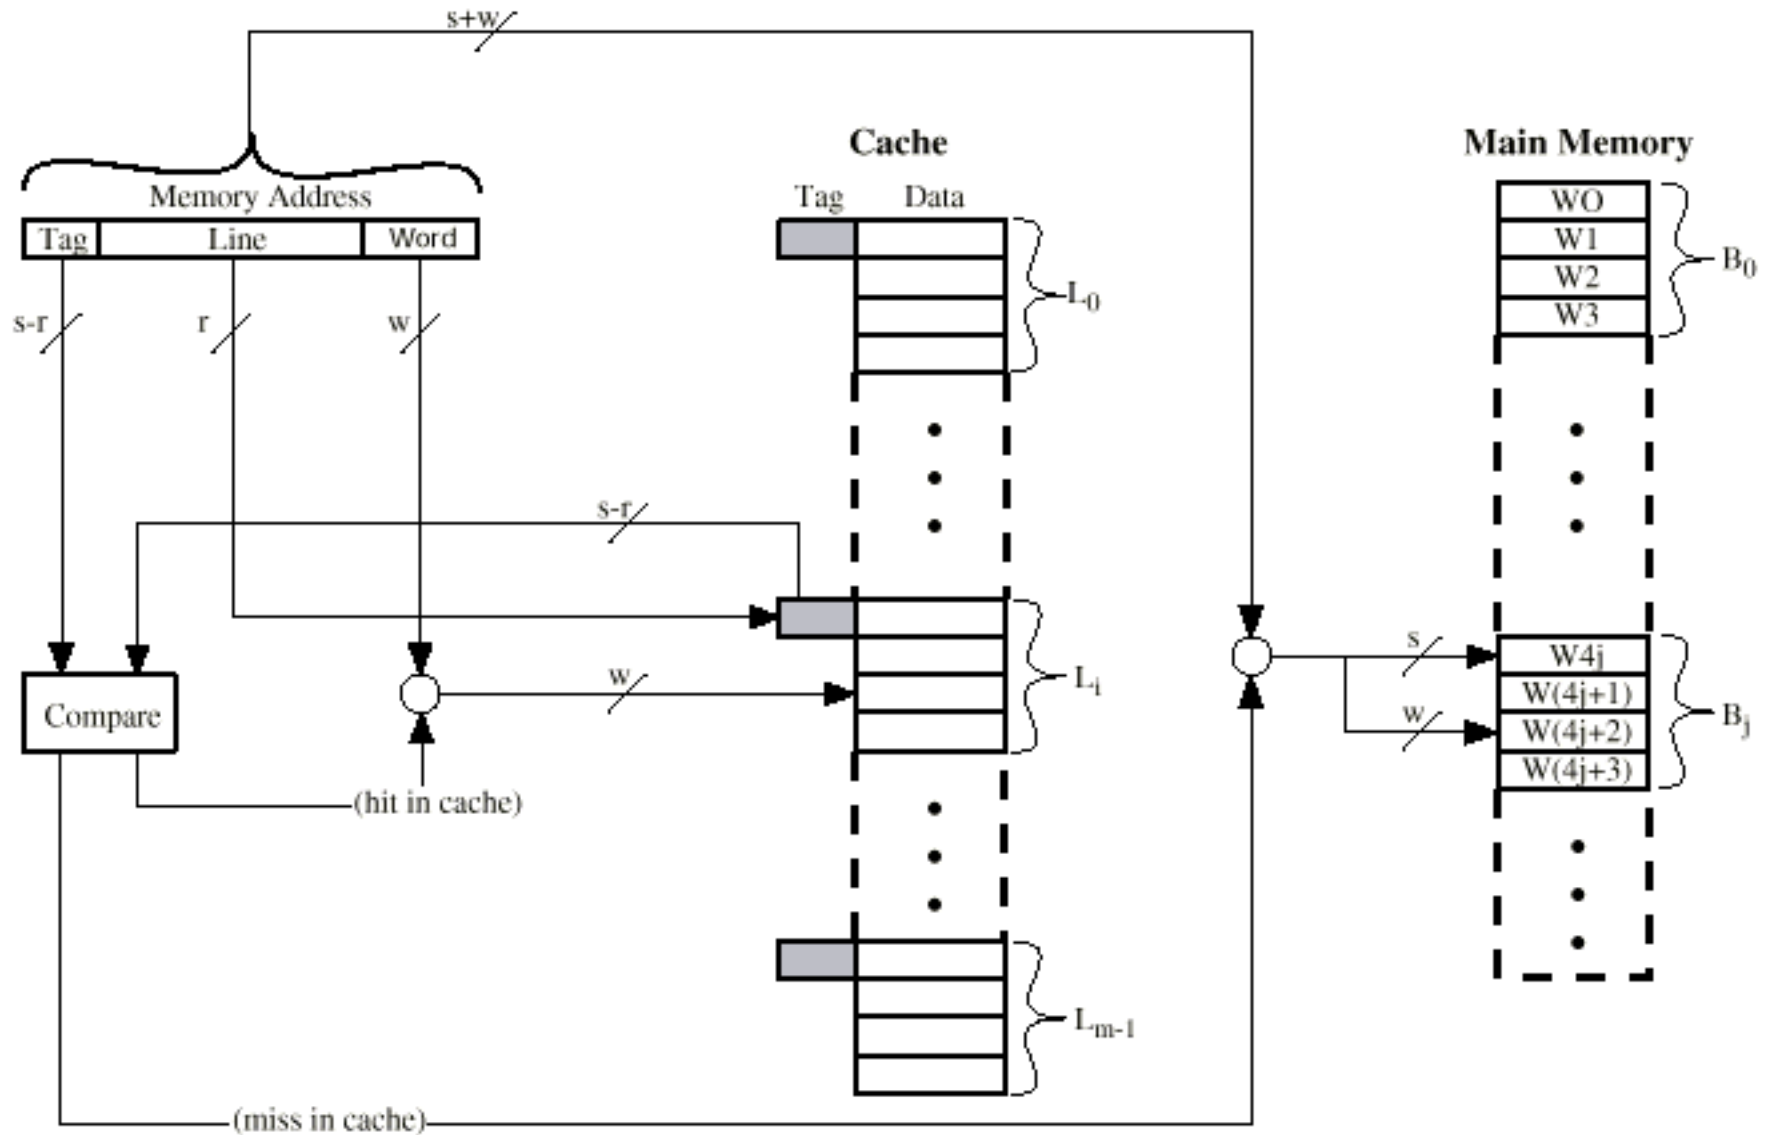 s+w
Cache
Main Memory
Memory Address
Tag Data
Tag Line Word
WO
W1
W2
W3
B0
L0
s-r
r
w
s-r
s
w
W4j
W(4j+1)
W(4j+2)
W(4j+3)
Bj
w
Li
Compare
(hit in cache)
Lm-1
(miss in cache)